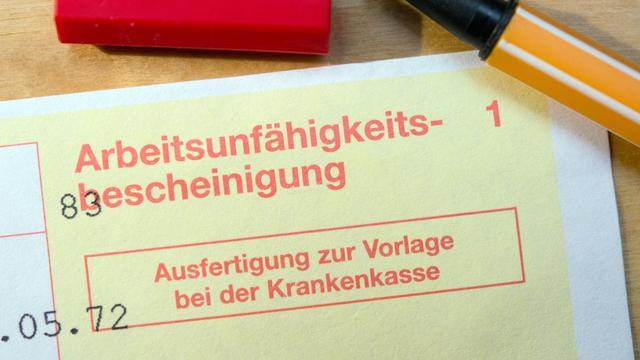 Arbeitsunfähigkeits- 1
bescheinigung
83
Ausfertigung zur Vorlage
bei der Krankenkasse
.05.72